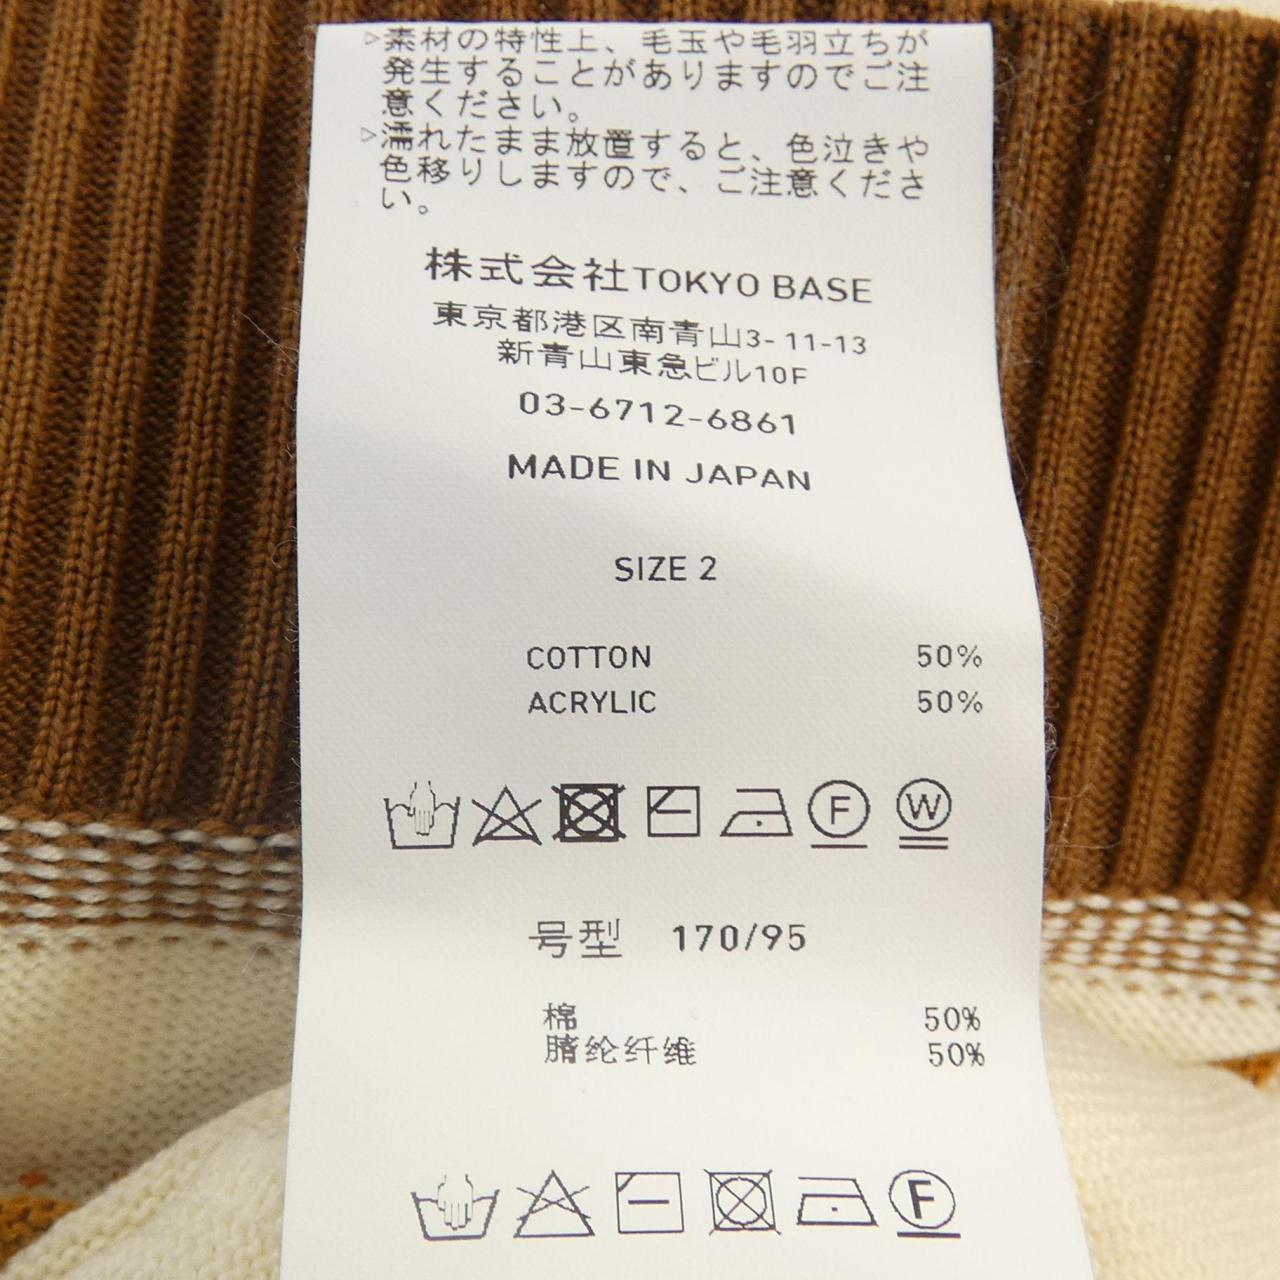 ▷素材の特性上、毛玉や毛羽立ちが
発生することがありますのでご注
意ください。
▷濡れたまま放置すると、色泣きや
色移りしますので、ご注意くださ
い。
株式会社TOKYO BASE
東京都港区南青山3-11-13
新青山東急ビル10F
03-6712-6861
MADE IN JAPAN
SIZE 2
COTTON 50%
ACRYLIC 50%
F W
号型 170/95
棉 50%
腈纶纤维 50%
F